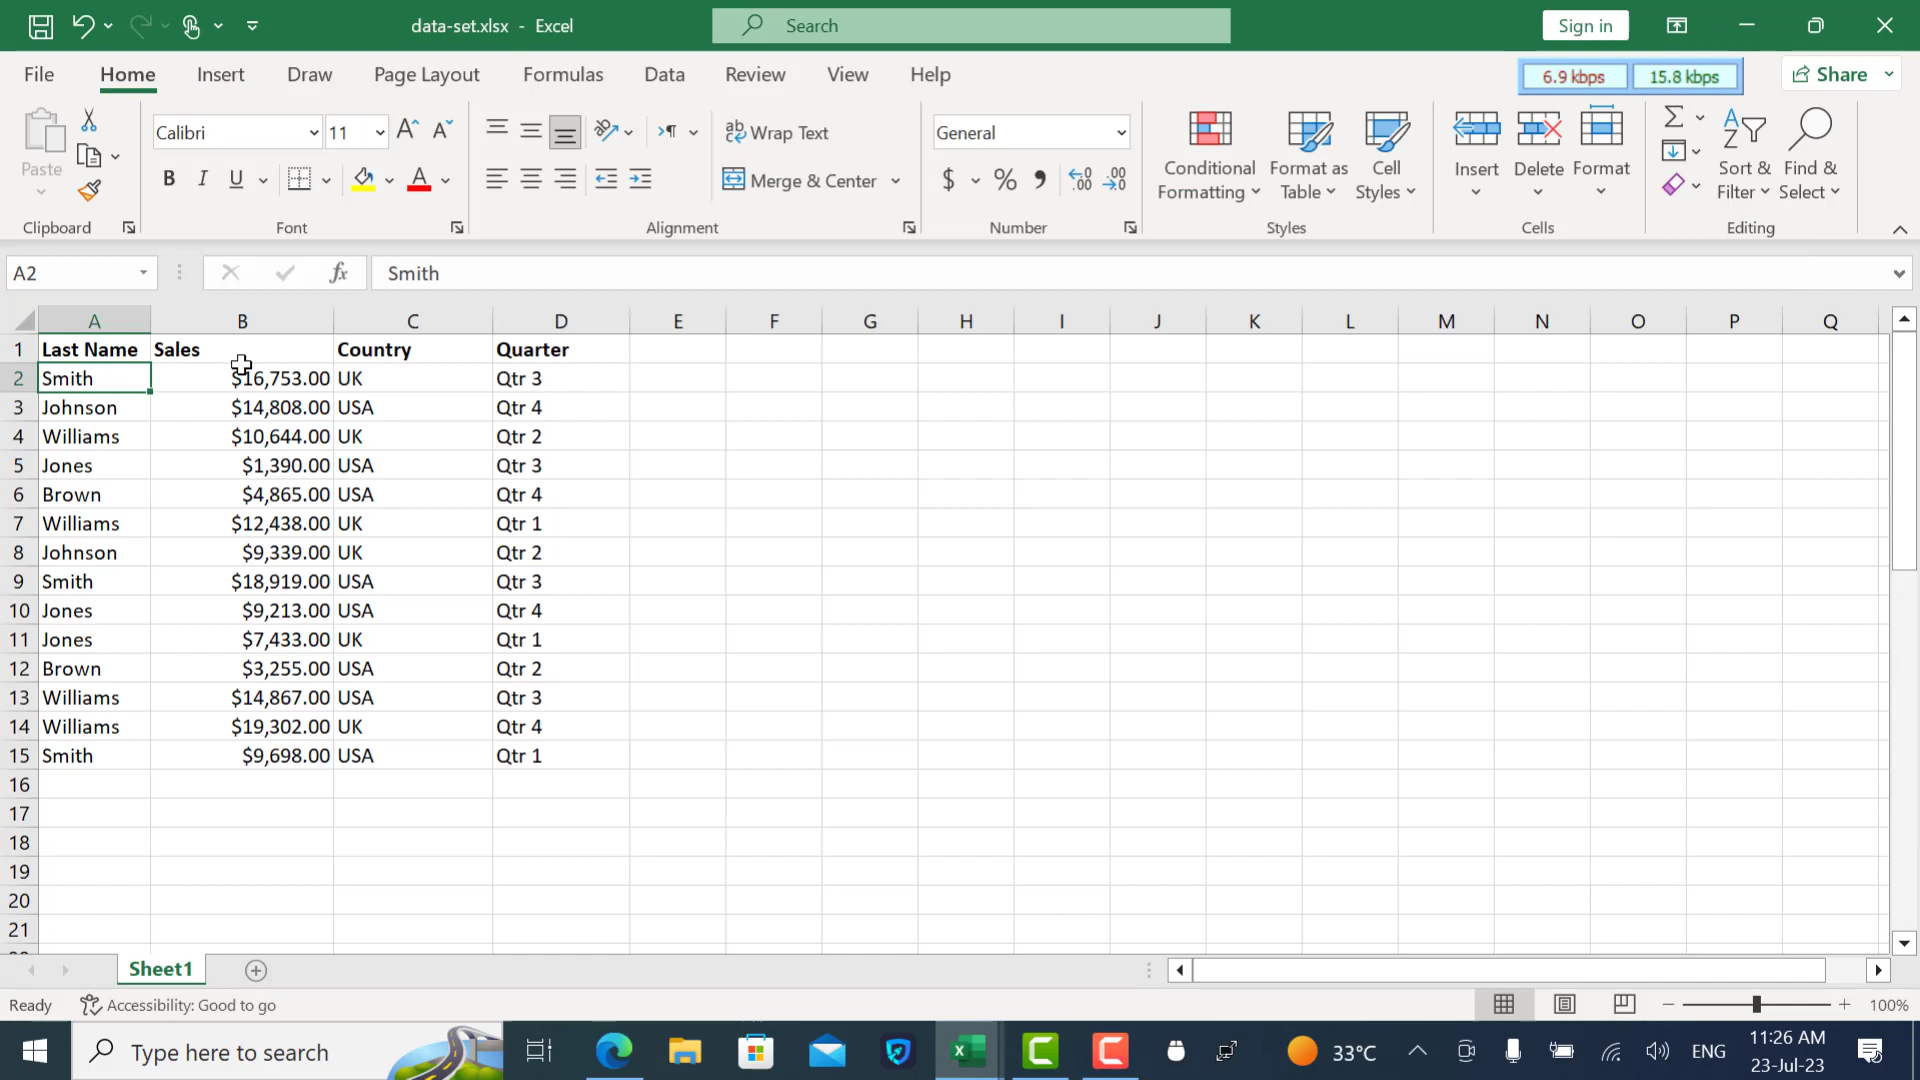 data-set.xlsx - Excel
Search
Sign in
File Home Insert Draw Page Layout Formulas Data Review View Help
6.9 kbps 15.8 kbps
Share
Paste
Calibri 11
B I U A
ab Wrap Text
Merge & Center
General
$ % 9
Conditional Formatting
Format as Table
Cell Styles
Insert Delete Format
Sort & Filter
Find & Select
Clipboard Font Alignment Number Styles Cells Editing
A2 fx Smith
A B C D E F G H I J K L M N O P Q
1 Last Name Sales Country Quarter
2 Smith $16,753.00 UK Qtr 3
3 Johnson $14,808.00 USA Qtr 4
4 Williams $10,644.00 UK Qtr 2
5 Jones $1,390.00 USA Qtr 3
6 Brown $4,865.00 USA Qtr 4
7 Williams $12,438.00 UK Qtr 1
8 Johnson $9,339.00 UK Qtr 2
9 Smith $18,919.00 USA Qtr 3
10 Jones $9,213.00 USA Qtr 4
11 Jones $7,433.00 UK Qtr 1
12 Brown $3,255.00 USA Qtr 2
13 Williams $14,867.00 USA Qtr 3
14 Williams $19,302.00 UK Qtr 4
15 Smith $9,698.00 USA Qtr 1
16
17
18
19
20
21
Sheet1
Ready Accessibility: Good to go 100%
Type here to search
33°C
ENG
11:26 AM
23-Jul-23